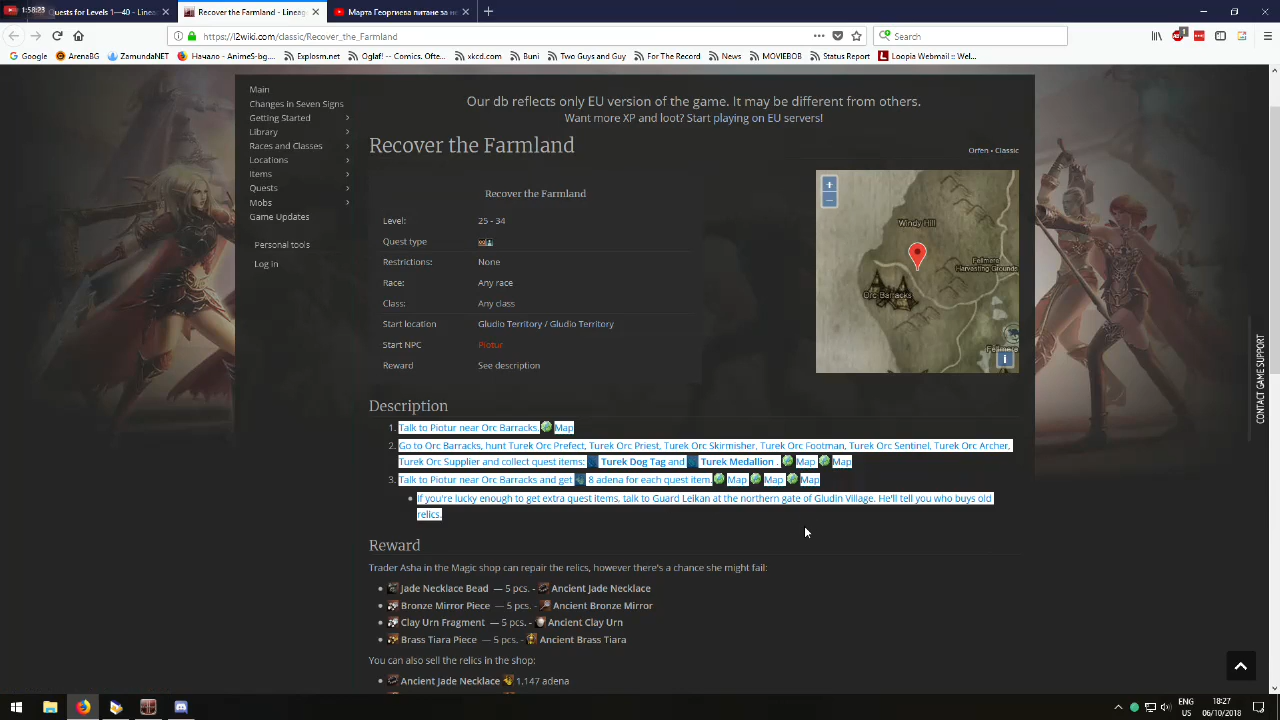 1:58:23
Quests for Levels 1—40 - Linea
Recover the Farmland - Lineag
Марта Георгиева питане за не
https://l2wiki.com/classic/Recover_the_Farmland
Search
1
Google
ArenaBG
ZamundaNET
Начало - AnimeS-bg....
Explosm.net
Oglaf! -- Comics. Ofte...
xkcd.com
Buni
Two Guys and Guy
For The Record
News
MOVIEBOB
Status Report
Loopia Webmail :: Wel...
Main
Changes in Seven Signs
Getting Started
Library
Races and Classes
Locations
Items
Quests
Mobs
Game Updates
Personal tools
Log in
Our db reflects only EU version of the game. It may be different from others.
Want more XP and loot? Start playing on EU servers!
Recover the Farmland
Orfen • Classic
Recover the Farmland
Level: 25 - 34
Quest type
Restrictions: None
Race: Any race
Class: Any class
Start location Gludio Territory / Gludio Territory
Start NPC Piotur
Reward See description
+
−
Windy Hill
Fellmere
Harvesting Grounds
Orc Barracks
Fellmere
i
CONTACT GAME SUPPORT
Description
1. Talk to Piotur near Orc Barracks. Map
2. Go to Orc Barracks, hunt Turek Orc Prefect, Turek Orc Priest, Turek Orc Skirmisher, Turek Orc Footman, Turek Orc Sentinel, Turek Orc Archer,
Turek Orc Supplier and collect quest items: Turek Dog Tag and Turek Medallion . Map Map
3. Talk to Piotur near Orc Barracks and get 8 adena for each quest item. Map Map Map
If you're lucky enough to get extra quest items, talk to Guard Leikan at the northern gate of Gludin Village. He'll tell you who buys old
relics.
Reward
Trader Asha in the Magic shop can repair the relics, however there's a chance she might fail:
Jade Necklace Bead — 5 pcs. - Ancient Jade Necklace
Bronze Mirror Piece — 5 pcs. - Ancient Bronze Mirror
Clay Urn Fragment — 5 pcs. - Ancient Clay Urn
Brass Tiara Piece — 5 pcs. - Ancient Brass Tiara
You can also sell the relics in the shop:
Ancient Jade Necklace 1.147 adena
ENG
US
18:27
06/10/2018